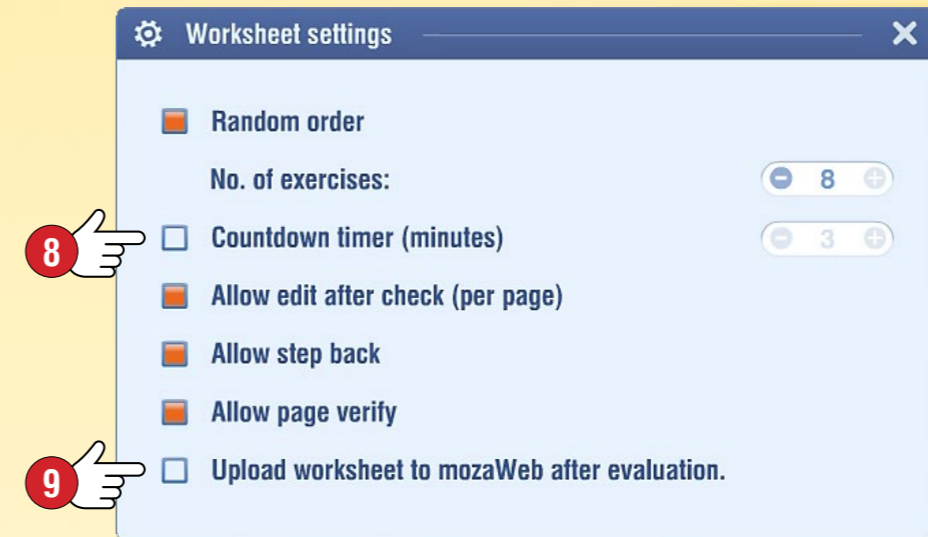 Worksheet settings
Random order
No. of exercises: 8
8 Countdown timer (minutes) 3
Allow edit after check (per page)
Allow step back
Allow page verify
9 Upload worksheet to mozaWeb after evaluation.